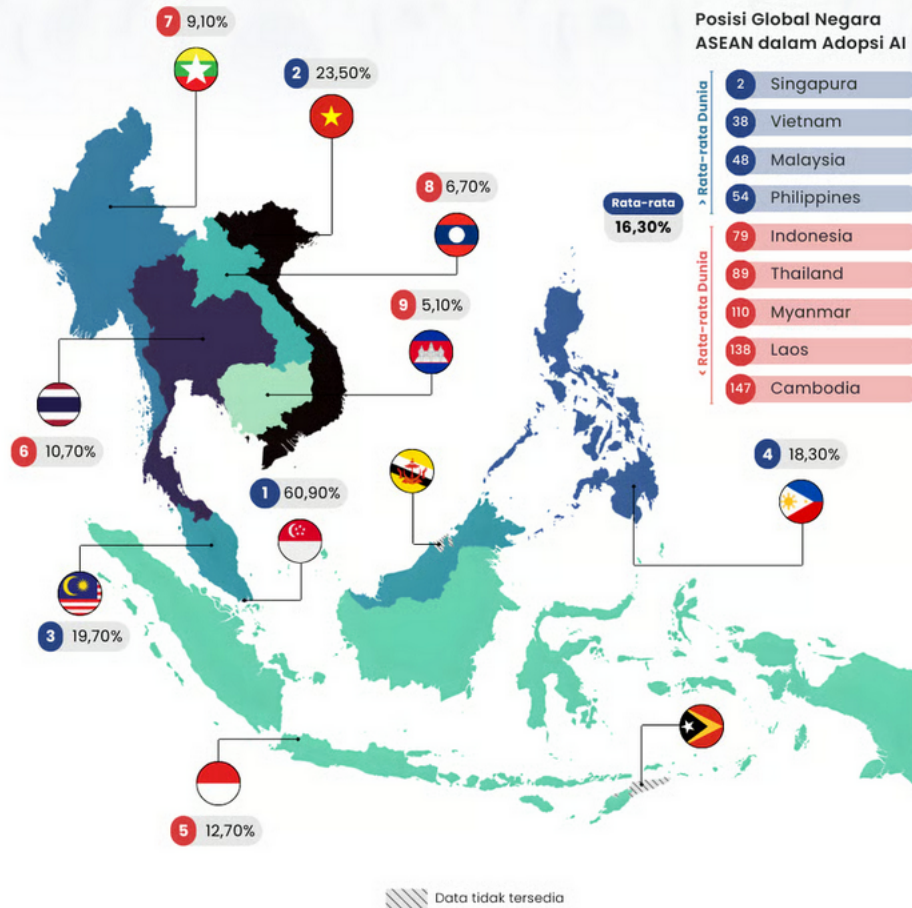 7 9,10%
2 23,50%
8 6,70%
9 5,10%
6 10,70%
1 60,90%
3 19,70%
4 18,30%
5 12,70%
Rata-rata
16,30%
Posisi Global Negara
ASEAN dalam Adopsi AI
> Rata-rata Dunia
2 Singapura
38 Vietnam
48 Malaysia
54 Philippines
< Rata-rata Dunia
79 Indonesia
89 Thailand
110 Myanmar
138 Laos
147 Cambodia
Data tidak tersedia